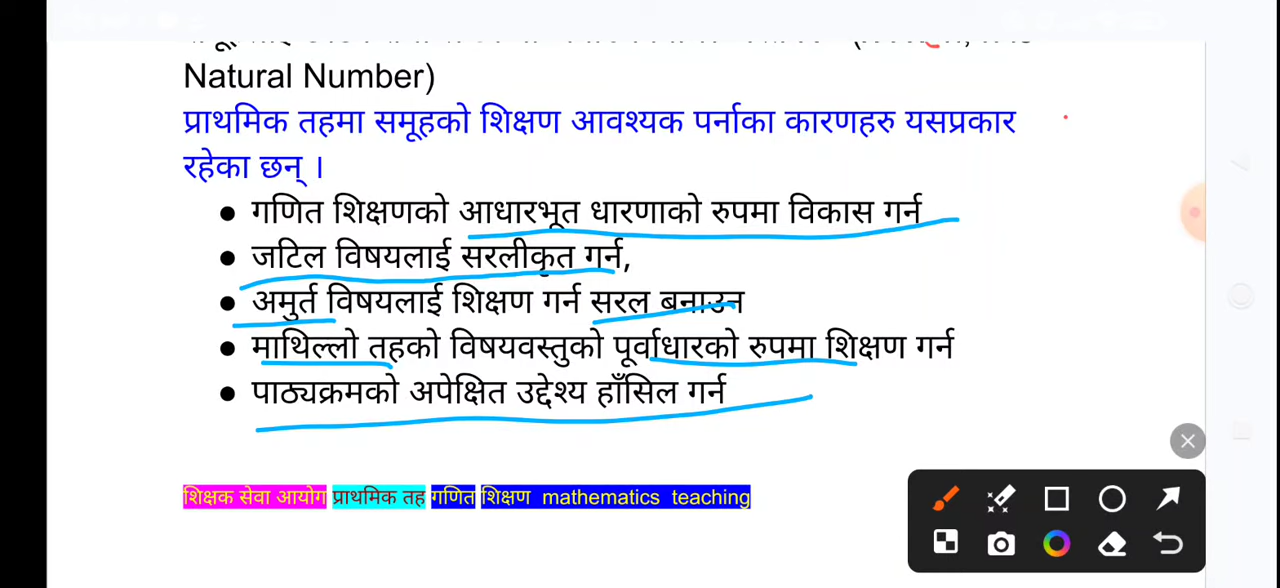 Natural Number)
प्राथमिक तहमा समूहको शिक्षण आवश्यक पर्नाका कारणहरु यसप्रकार
रहेका छन् ।
● गणित शिक्षणको आधारभूत धारणाको रुपमा विकास गर्न
● जटिल विषयलाई सरलीकृत गर्न,
● अमुर्त विषयलाई शिक्षण गर्न सरल बनाउन
● माथिल्लो तहको विषयवस्तुको पूर्वाधारको रुपमा शिक्षण गर्न
● पाठ्यक्रमको अपेक्षित उद्देश्य हाँसिल गर्न
शिक्षक सेवा आयोग प्राथमिक तह गणित शिक्षण mathematics teaching